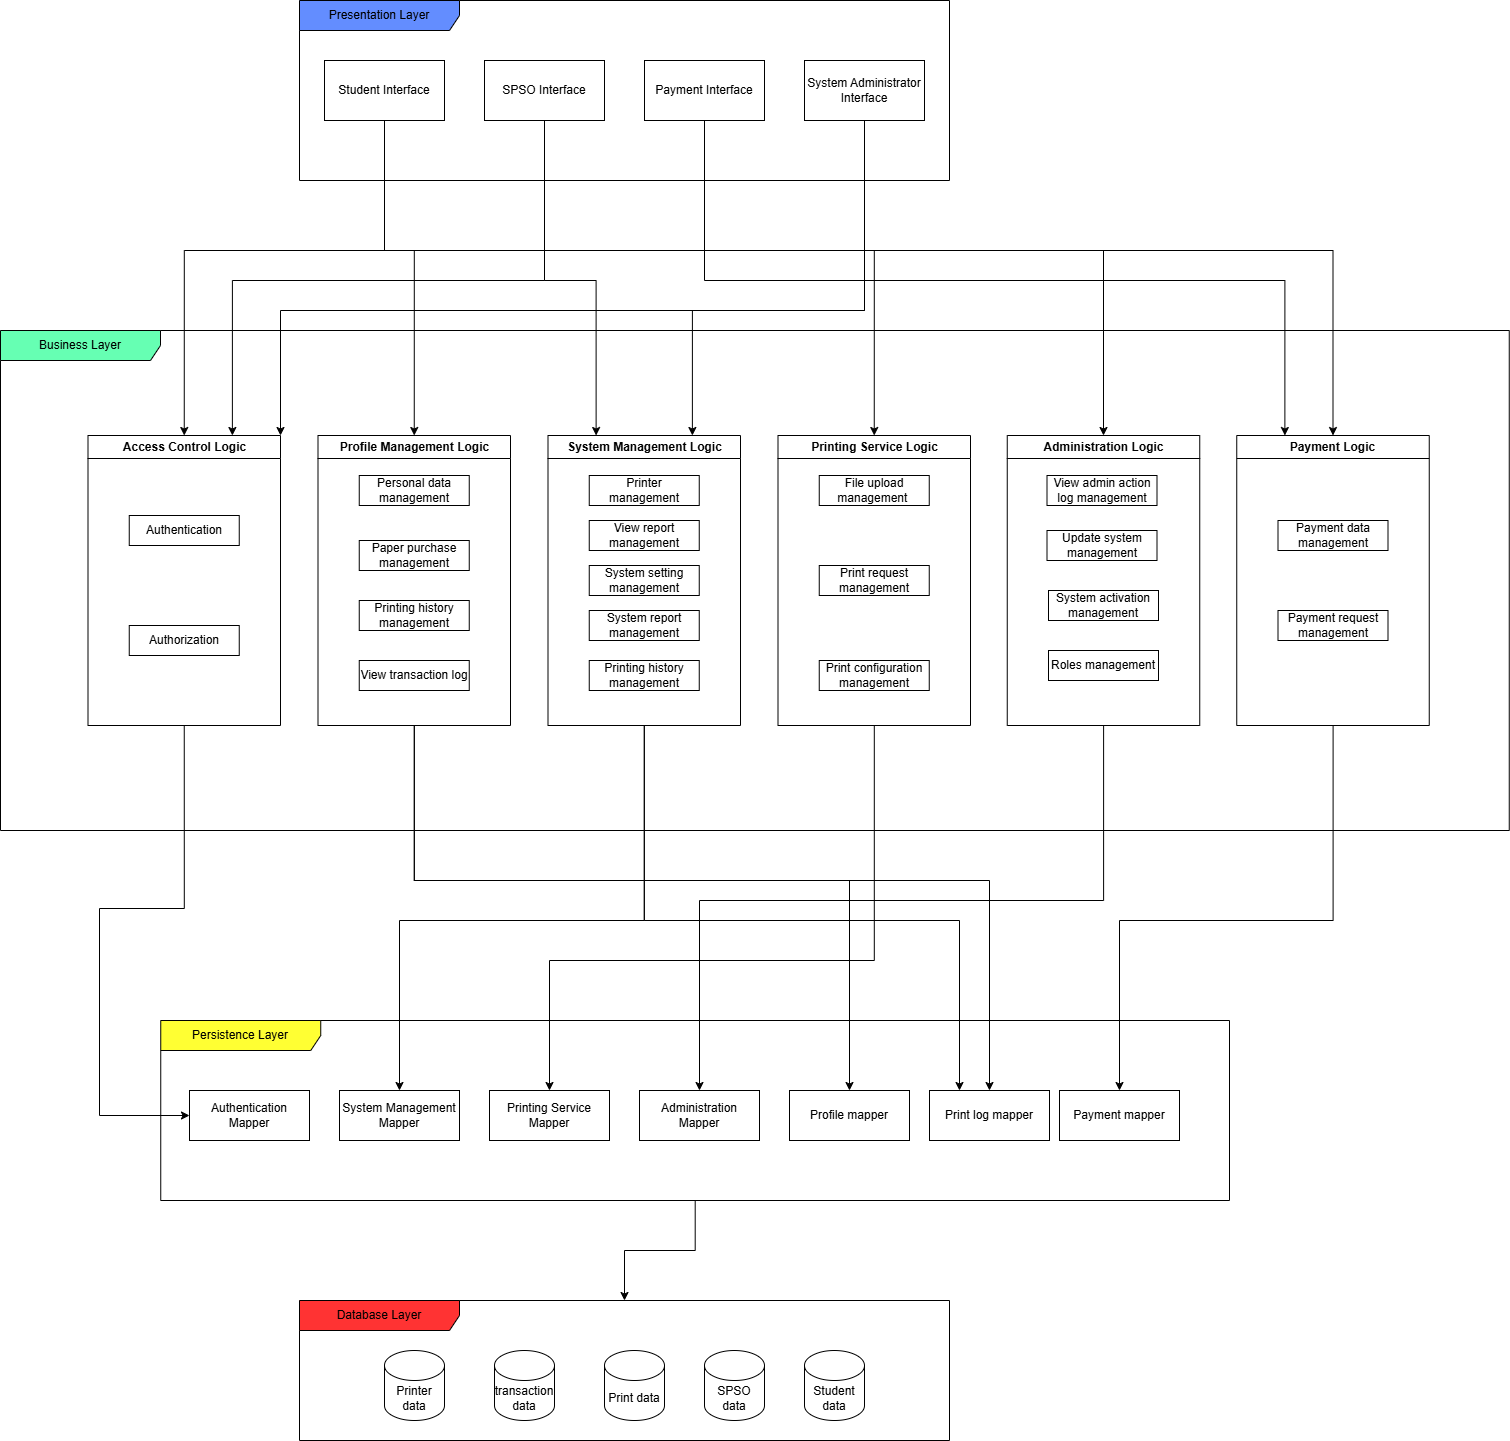 Presentation Layer
Student Interface
SPSO Interface
Payment Interface
System Administrator
Interface
Business Layer
Access Control Logic
Authentication
Authorization
Profile Management Logic
Personal data
management
Paper purchase
management
Printing history
management
View transaction log
System Management Logic
Printer
management
View report
management
System setting
management
System report
management
Printing history
management
Printing Service Logic
File upload
management
Print request
management
Print configuration
management
Administration Logic
View admin action
log management
Update system
management
System activation
management
Roles management
Payment Logic
Payment data
management
Payment request
management
Persistence Layer
Authentication
Mapper
System Management
Mapper
Printing Service
Mapper
Administration
Mapper
Profile mapper
Print log mapper
Payment mapper
Database Layer
Printer
data
transaction
data
Print data
SPSO
data
Student
data